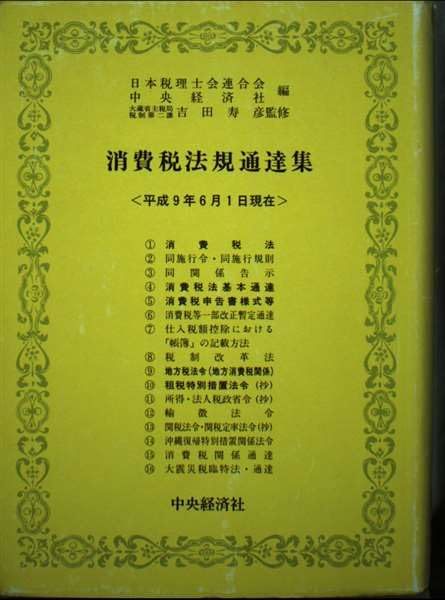 日本税理士会連合会
中央経済社 編
大蔵省主税局
税制第二課 吉田寿彦監修
消費税法規通達集
<平成9年6月1日現在>
① 消費税法
② 同施行令・同施行規則
③ 同関係告示
④ 消費税法基本通達
⑤ 消費税申告書様式等
⑥ 消費税等一部改正暫定通達
⑦ 仕入税額控除における
「帳簿」の記載方法
⑧ 税制改革法
⑨ 地方税法令(地方消費税関係)
⑩ 租税特別措置法令(抄)
⑪ 所得・法人税政省令(抄)
⑫ 輸徴法令
⑬ 関税法令・関税定率法令(抄)
⑭ 沖縄復帰特別措置関係法令
⑮ 消費税関係通達
⑯ 大震災税臨特法・通達
中央経済社